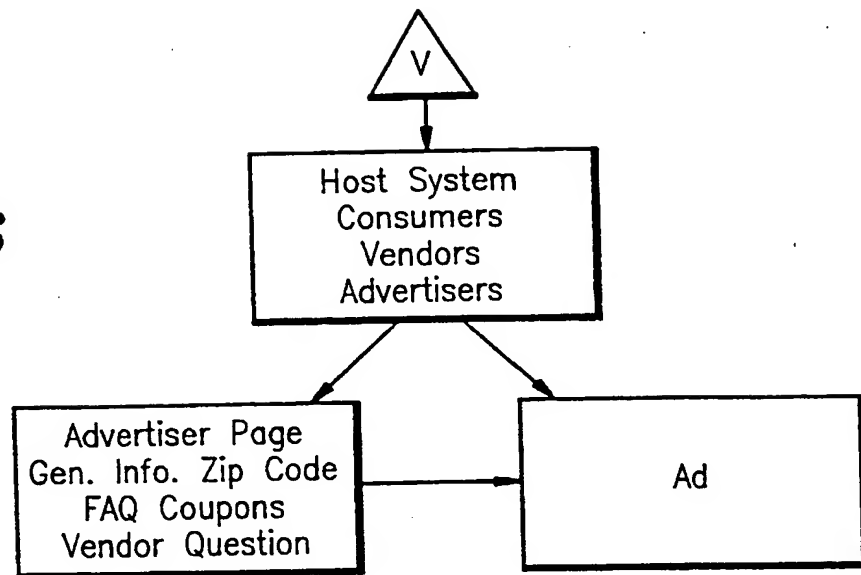 V
Host System
Consumers
Vendors
Advertisers
Advertiser Page
Gen. Info. Zip Code
FAQ Coupons
Vendor Question
Ad